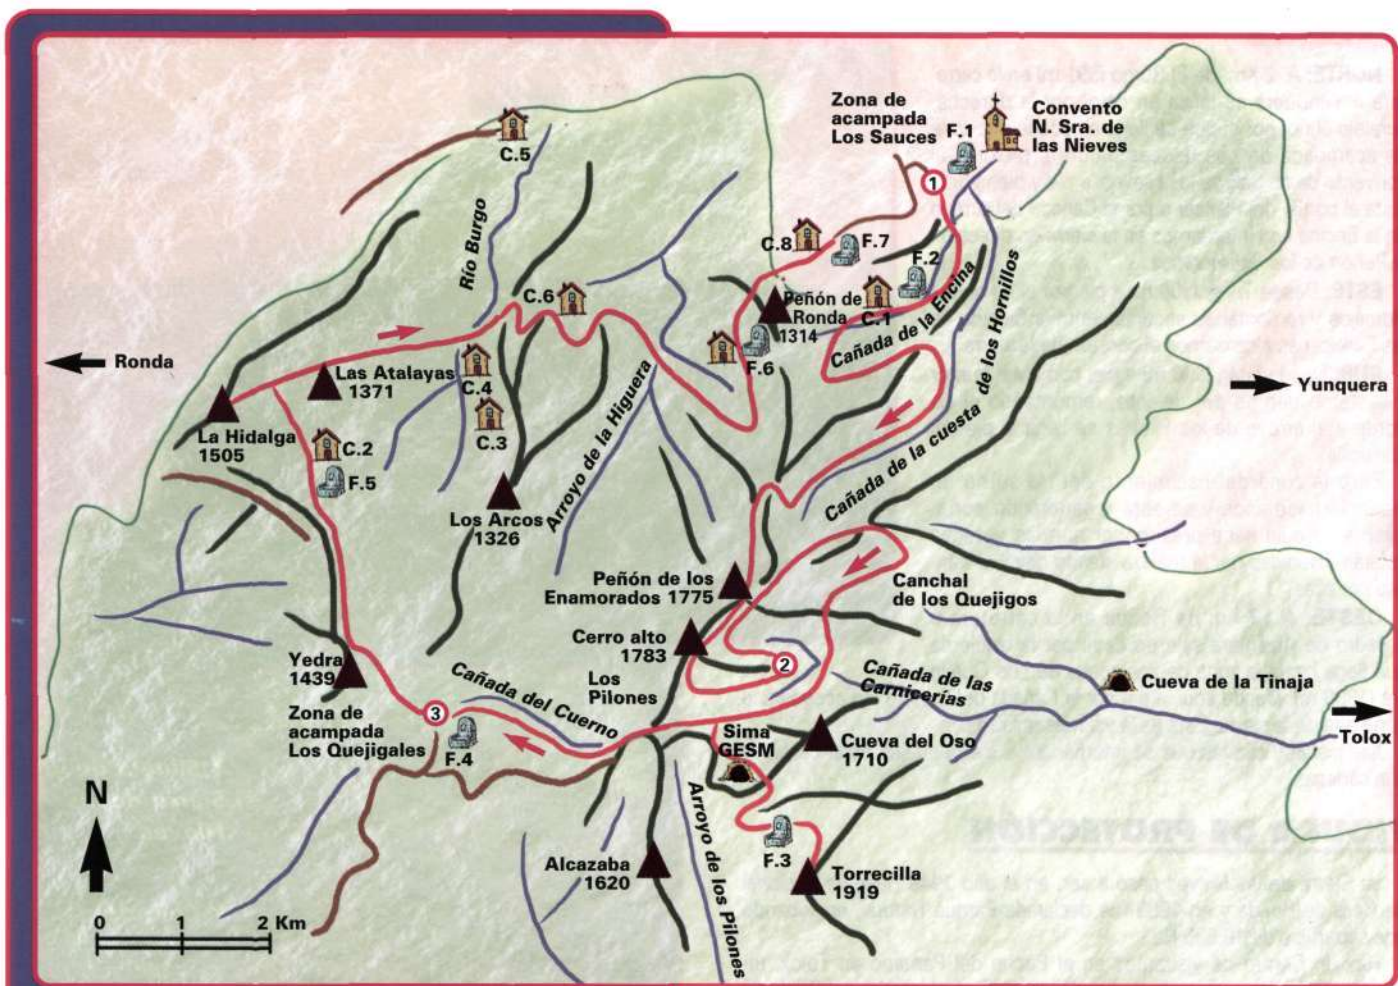 Zona de
acampada
Los Sauces
F.1
Convento
N. Sra. de
las Nieves
1
C.5
Río Burgo
C.8
F.7
F.2
C.6
Peñón de
Ronda
1314
C.1
Cañada de la Encina
Cañada de la cuesta de los Hornillos
Ronda
Las Atalayas
1371
C.4
F.6
Yunquera
La Hidalga
1505
C.2
C.3
F.5
Arroyo de la Higuera
Los Arcos
1326
Peñón de los
Enamorados 1775
Canchal
de los Quejigos
Cerro alto
1783
2
Yedra
1439
Los
Pilones
Cañada de las
Carnicerías
Cueva de la Tinaja
Zona de
acampada
Los Quejigales
3
F.4
Cañada del Cuerno
Sima
GESM
Cueva del Oso
1710
Tolox
N
Arroyo de los Pilones
F.3
Alcazaba
1620
Torrecilla
1919
0 1 2 Km